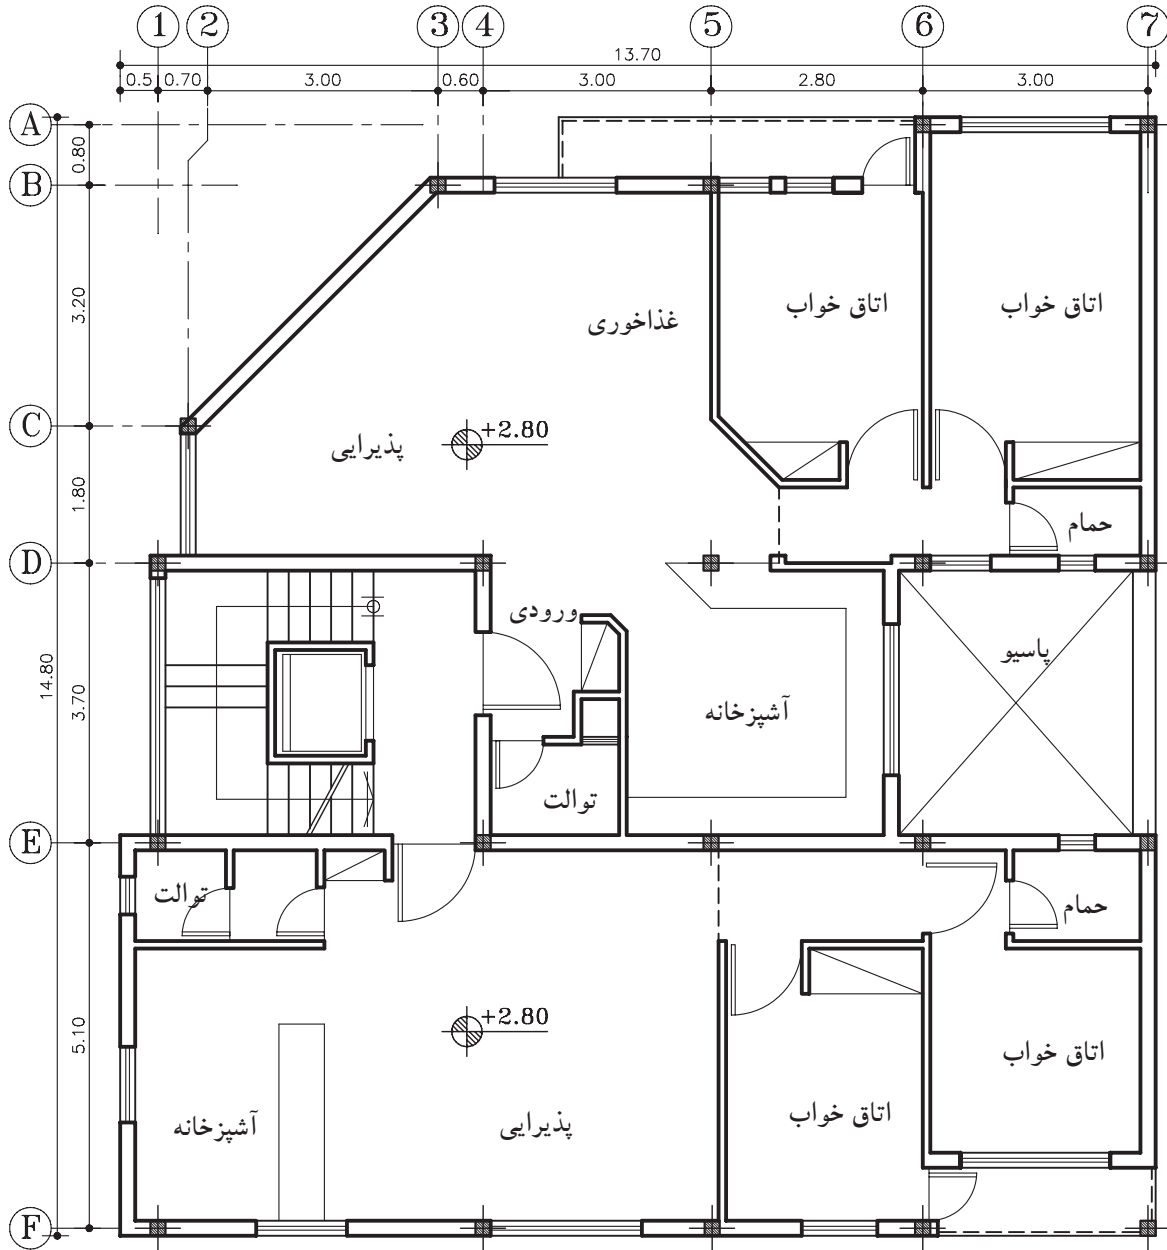 1 2 3 4 5 6 7
13.70
0.5 0.70 3.00 0.60 3.00 2.80 3.00
A
0.80
B
3.20
اتاق خواب
اتاق خواب
غذاخوری
C
+2.80
پذیرایی
1.80
حمام
D
ورودی
پاسیو
14.80
3.70
آشپزخانه
توالت
E
توالت
حمام
+2.80
5.10
اتاق خواب
اتاق خواب
پذیرایی
آشپزخانه
F